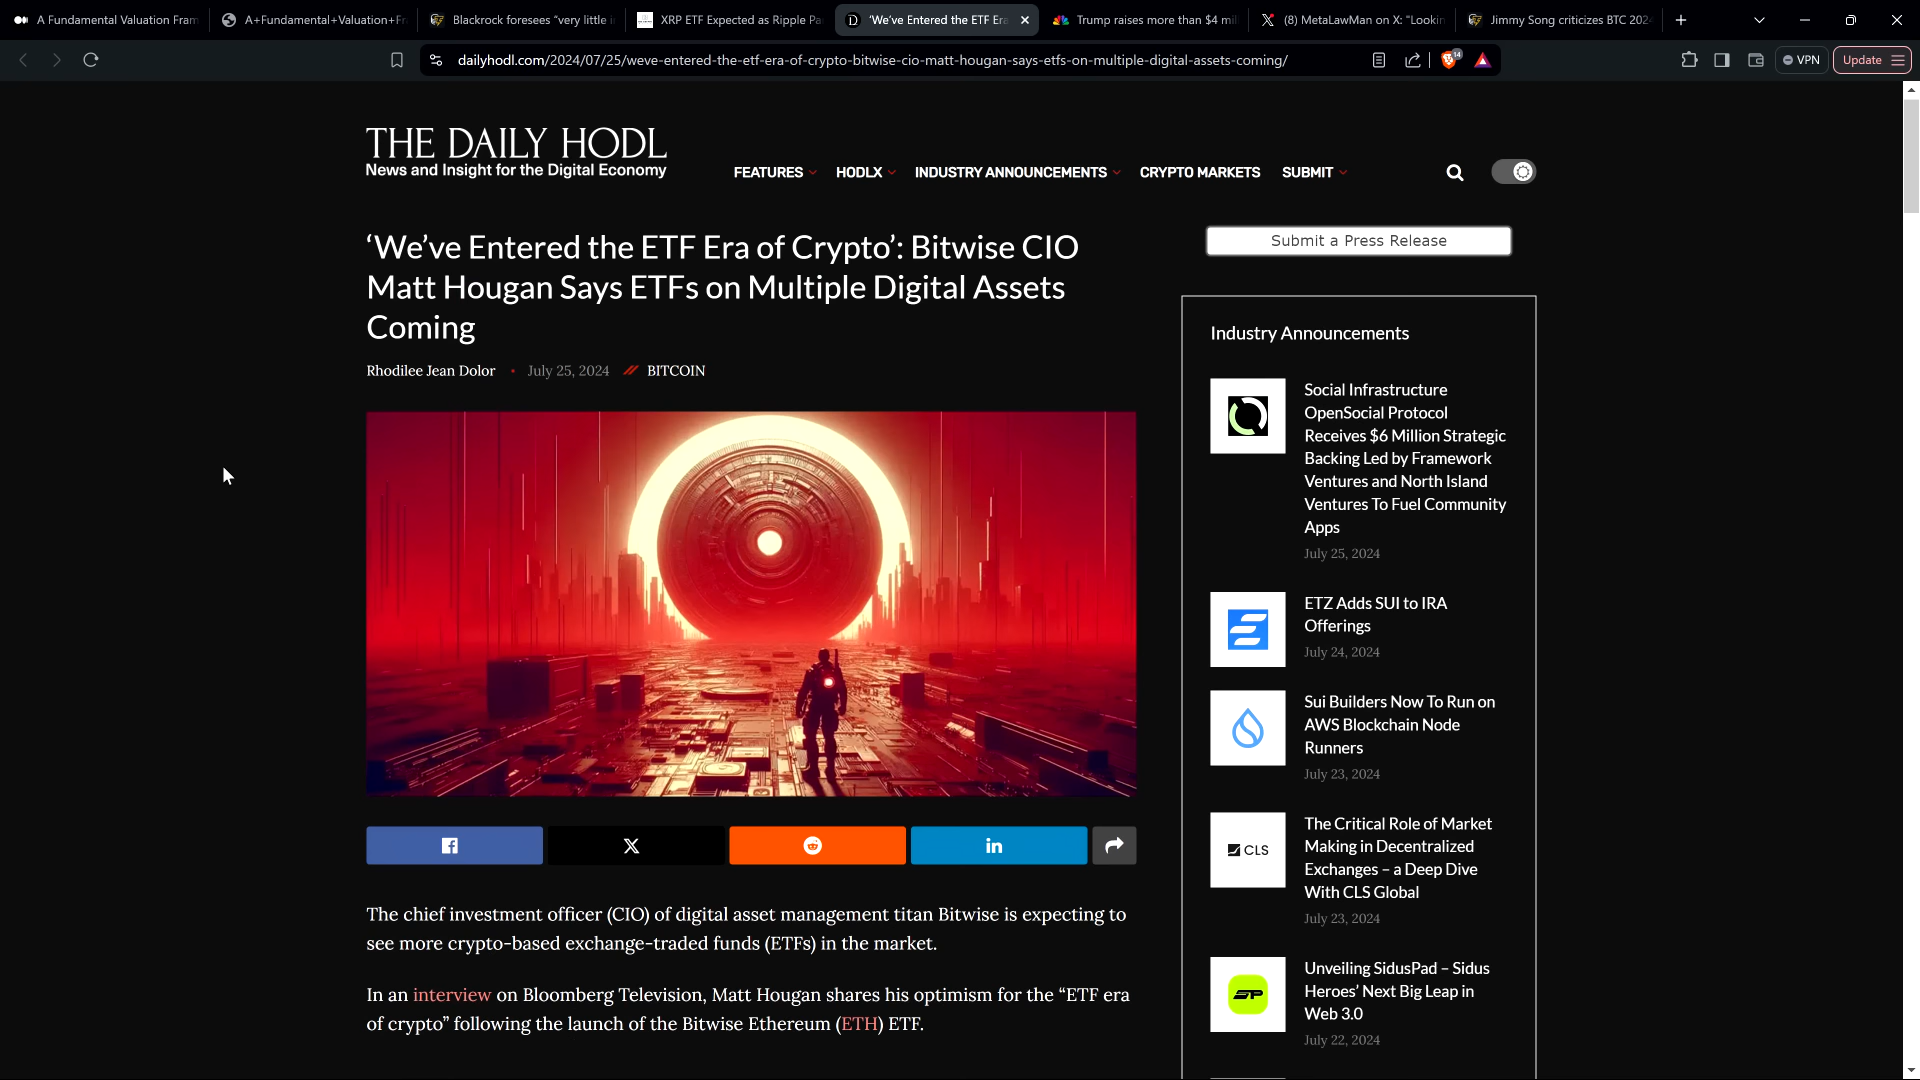 A Fundamental Valuation Fram
A+Fundamental+Valuation+Fr
Blackrock foresees "very little i
XRP ETF Expected as Ripple Pa
'We've Entered the ETF Era
Trump raises more than $4 mil
(8) MetaLawMan on X: "Lookin
Jimmy Song criticizes BTC 2024
dailyhodl.com/2024/07/25/weve-entered-the-etf-era-of-crypto-bitwise-cio-matt-hougan-says-etfs-on-multiple-digital-assets-coming/
14
VPN
Update
THE DAILY HODL
News and Insight for the Digital Economy
FEATURES
HODLX
INDUSTRY ANNOUNCEMENTS
CRYPTO MARKETS
SUBMIT
‘We’ve Entered the ETF Era of Crypto’: Bitwise CIO
Matt Hougan Says ETFs on Multiple Digital Assets
Coming
Rhodilee Jean Dolor • July 25, 2024 // BITCOIN
The chief investment officer (CIO) of digital asset management titan Bitwise is expecting to
see more crypto-based exchange-traded funds (ETFs) in the market.
In an interview on Bloomberg Television, Matt Hougan shares his optimism for the “ETF era
of crypto” following the launch of the Bitwise Ethereum (ETH) ETF.
Submit a Press Release
Industry Announcements
Social Infrastructure
OpenSocial Protocol
Receives $6 Million Strategic
Backing Led by Framework
Ventures and North Island
Ventures To Fuel Community
Apps
July 25, 2024
ETZ Adds SUI to IRA
Offerings
July 24, 2024
Sui Builders Now To Run on
AWS Blockchain Node
Runners
July 23, 2024
CLS
The Critical Role of Market
Making in Decentralized
Exchanges – a Deep Dive
With CLS Global
July 23, 2024
SP
Unveiling SidusPad – Sidus
Heroes’ Next Big Leap in
Web 3.0
July 22, 2024